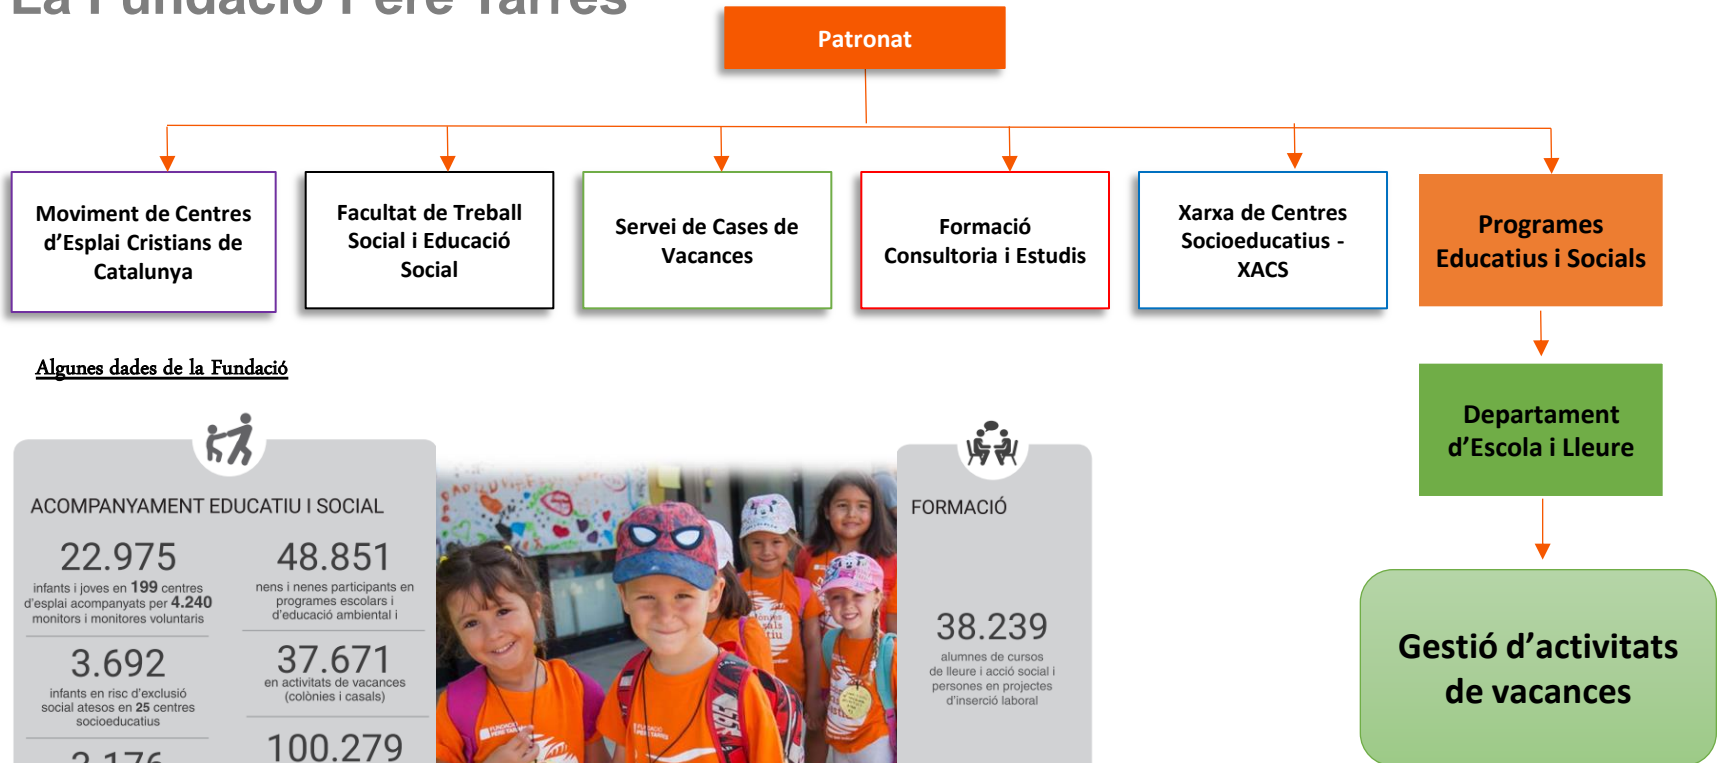 La Fundació Pere Tarrés
Patronat
Moviment de Centres
d'Esplai Cristians de
Catalunya
Facultat de Treball
Social i Educació
Social
Servei de Cases de
Vacances
Formació
Consultoria i Estudis
Xarxa de Centres
Socioeducatius -
XACS
Programes
Educatius i Socials
Departament
d'Escola i Lleure
Gestió d'activitats
de vacances
Algunes dades de la Fundació
ACOMPANYAMENT EDUCATIU I SOCIAL
22.975
infants i joves en 199 centres
d'esplai acompanyats per 4.240
monitors i monitores voluntaris
3.692
infants en risc d'exclusió
social atesos en 25 centres
socioeducatius
48.851
nens i nenes participants en
programes escolars i
d'educació ambiental i
37.671
en activitats de vacances
(colònies i casals)
100.279
FORMACIÓ
38.239
alumnes de cursos
de lleure i acció social i
persones en projectes
d'inserció laboral